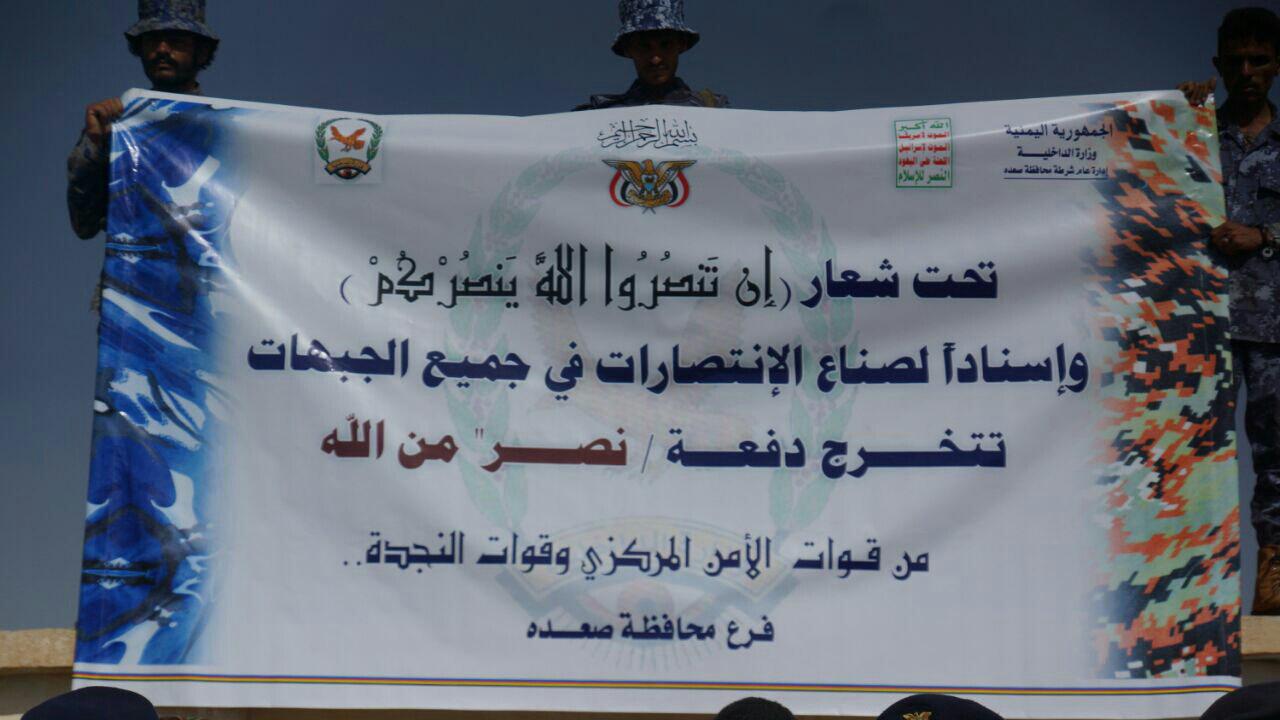 بسم الله الرحمن الرحيم
الجمهورية اليمنية
وزارة الداخلية
إدارة عام شرطة محافظة صعده
الله أكبر
الموت لأمريكا
الموت لإسرائيل
اللعنة على اليهود
النصر للإسلام
تحت شعار (إن تَنصُرُوا اللهَ يَنصُرْكُمْ)
وإسناداً لصناع الإنتصارات في جميع الجبهات
تتخرج دفعة / نصر" من الله
من قوات الأمن المركزي وقوات النجدة..
فرع محافظة صعده